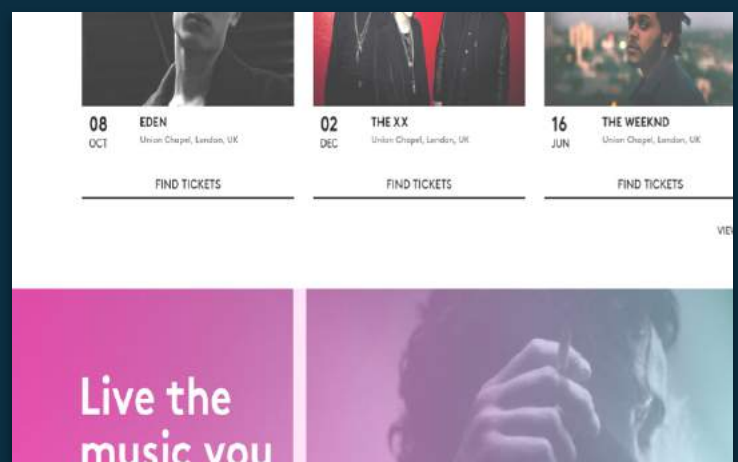 08 EDEN
OCT Union Chapel, London, UK
FIND TICKETS
02 THE XX
DEC Union Chapel, London, UK
FIND TICKETS
16 THE WEEKND
JUN Union Chapel, London, UK
FIND TICKETS
Live the
music you